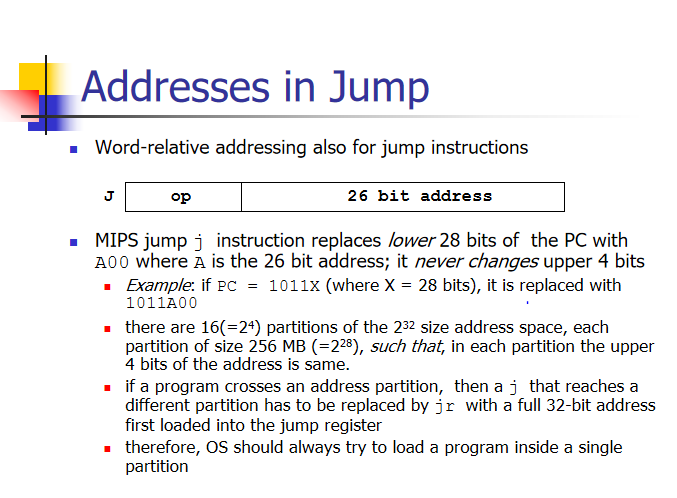 Addresses in Jump
Word-relative addressing also for jump instructions
J op 26 bit address
MIPS jump j instruction replaces lower 28 bits of the PC with
A00 where A is the 26 bit address; it never changes upper 4 bits
Example: if PC = 1011X (where X = 28 bits), it is replaced with
1011A00
there are 16(=2⁴) partitions of the 2³² size address space, each
partition of size 256 MB (=2²⁸), such that, in each partition the upper
4 bits of the address is same.
if a program crosses an address partition, then a j that reaches a
different partition has to be replaced by jr with a full 32-bit address
first loaded into the jump register
therefore, OS should always try to load a program inside a single
partition